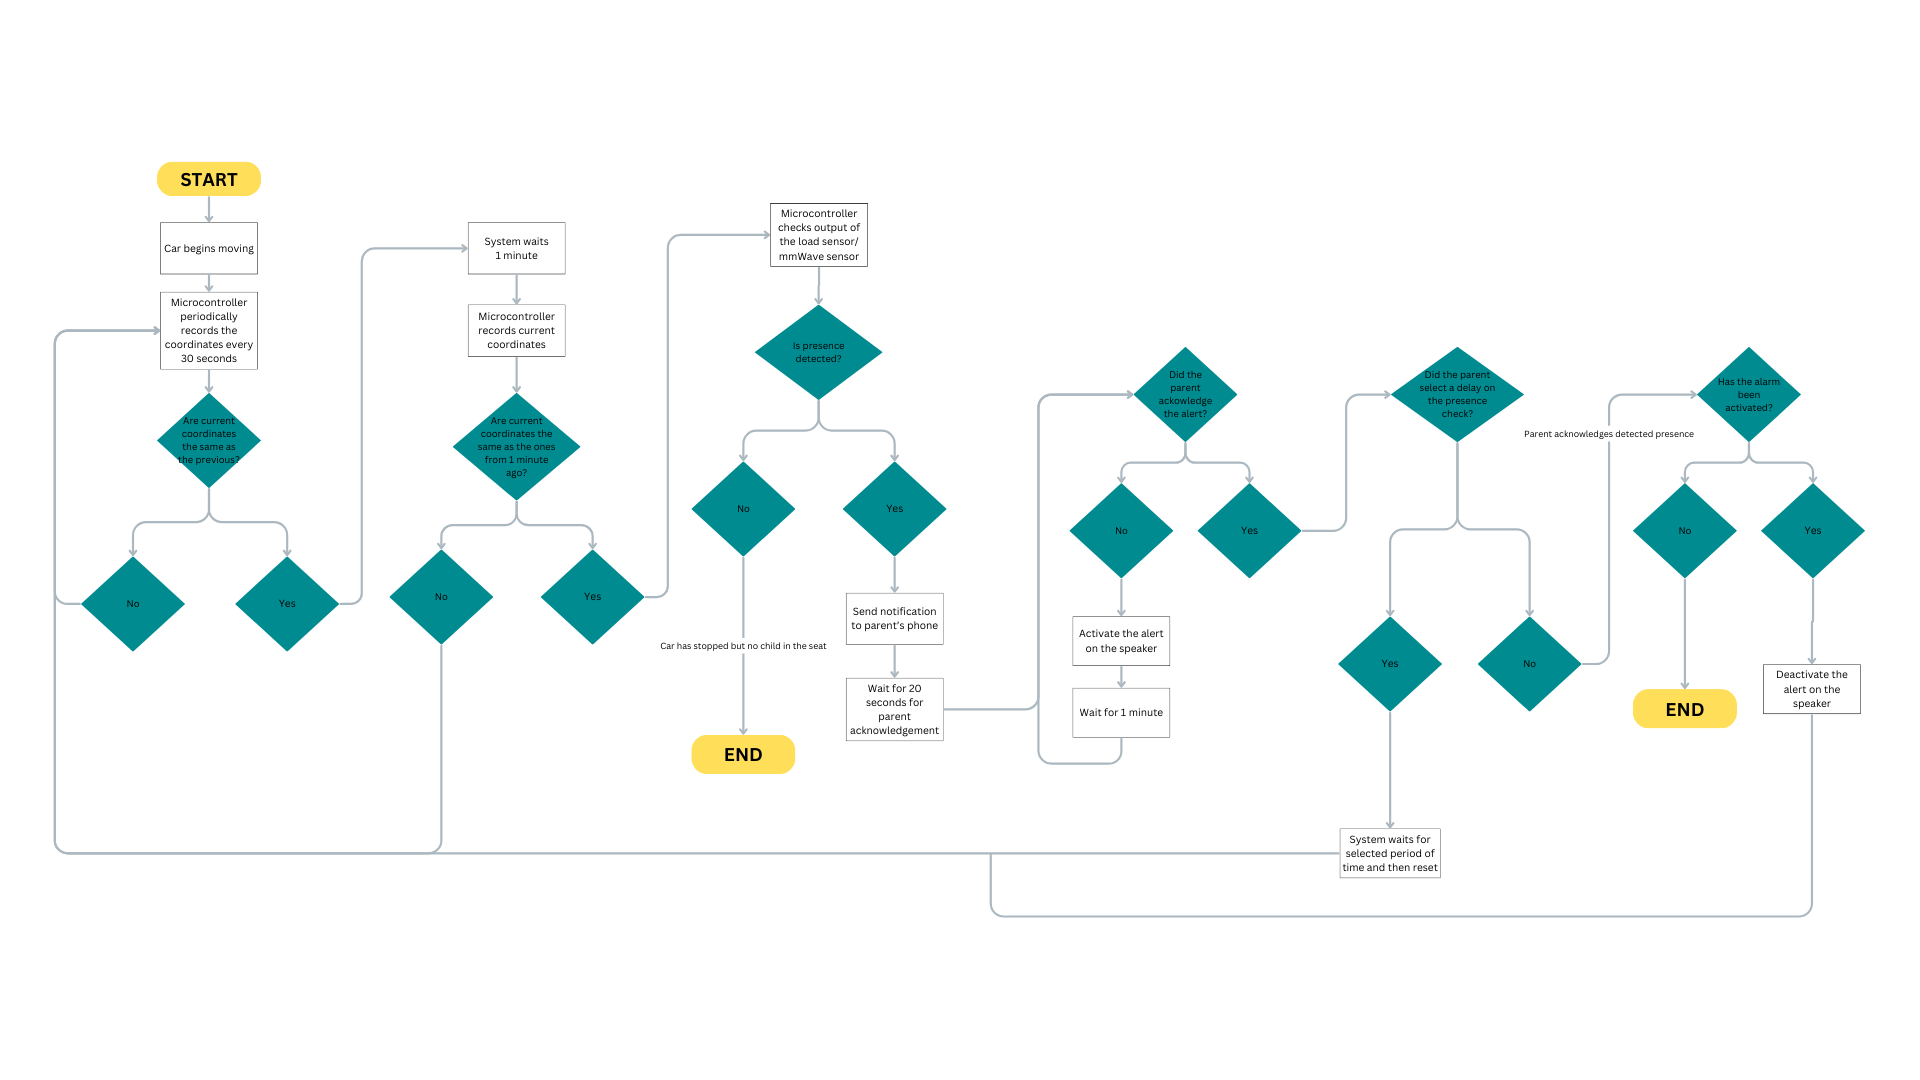 START
Car begins moving
Microcontroller
periodically
records the
coordinates every
30 seconds
Are current
coordinates
the same as
the previous?
No
Yes
System waits
1 minute
Microcontroller
records current
coordinates
Are current
coordinates the
same as the ones
from 1 minute
ago?
No
Yes
Microcontroller
checks output of
the load sensor/
mmWave sensor
Is presence
detected?
No
Yes
Car has stopped but no child in the seat
END
Send notification
to parent's phone
Wait for 20
seconds for
parent
acknowledgement
Did the
parent
ackowledge
the alert?
No
Yes
Activate the alert
on the speaker
Wait for 1 minute
Did the parent
select a delay on
the presence
check?
Yes
No
System waits for
selected period of
time and then reset
Parent acknowledges detected presence
Has the alarm
been
activated?
No
Yes
END
Deactivate the
alert on the
speaker